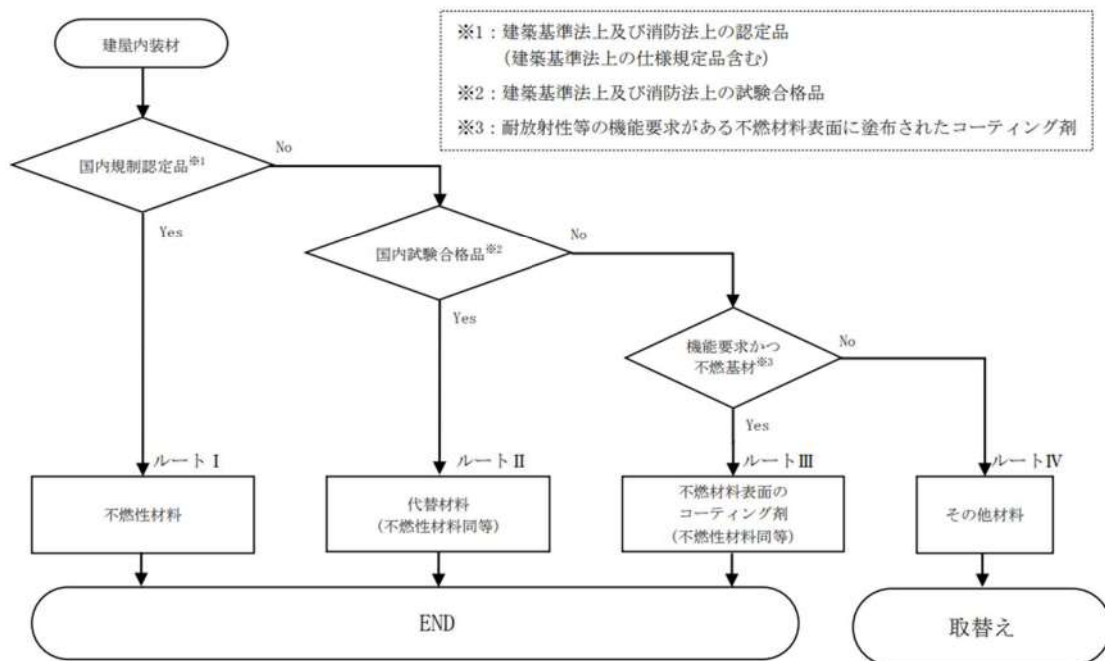 建屋内装材
※1：建築基準法上及び消防法上の認定品
（建築基準法上の仕様規定品含む）
※2：建築基準法上及び消防法上の試験合格品
※3：耐放射性等の機能要求がある不燃材料表面に塗布されたコーティング剤
国内規制認定品※1
No
Yes
国内試験合格品※2
No
Yes
機能要求かつ
不燃基材※3
No
Yes
ルートⅠ
ルートⅡ
ルートⅢ
ルートⅣ
不燃性材料
代替材料
（不燃性材料同等）
不燃材料表面の
コーティング剤
（不燃性材料同等）
その他材料
END
取替え